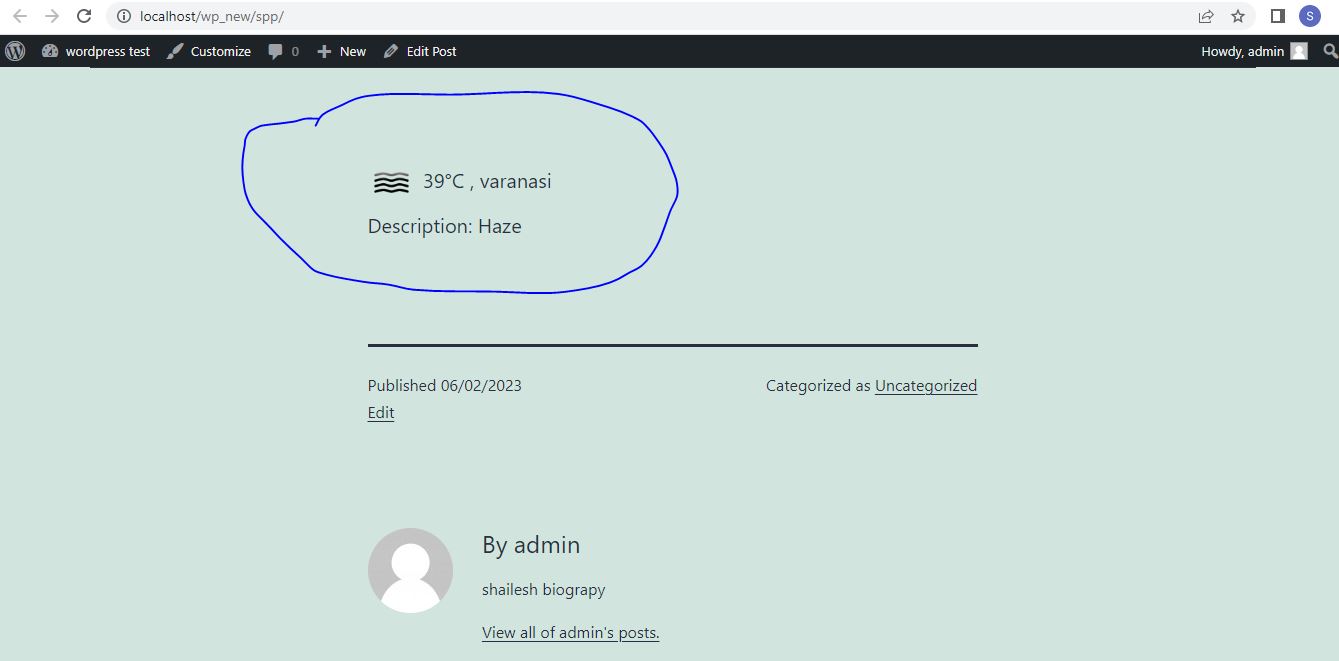 localhost/wp_new/spp/
S
wordpress test Customize 0 New Edit Post Howdy, admin
39°C , varanasi
Description: Haze
Published 06/02/2023 Categorized as Uncategorized
Edit
By admin
shailesh biograpy
View all of admin's posts.